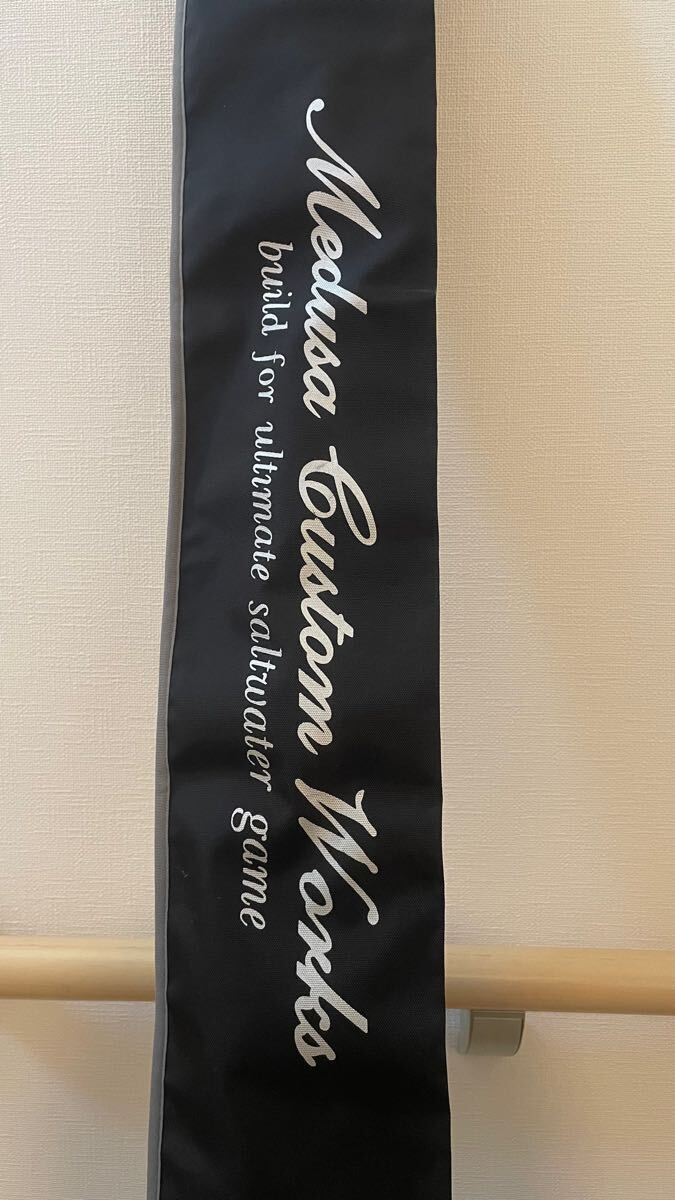 Medusa Custom Works
build for ultimate saltwater game